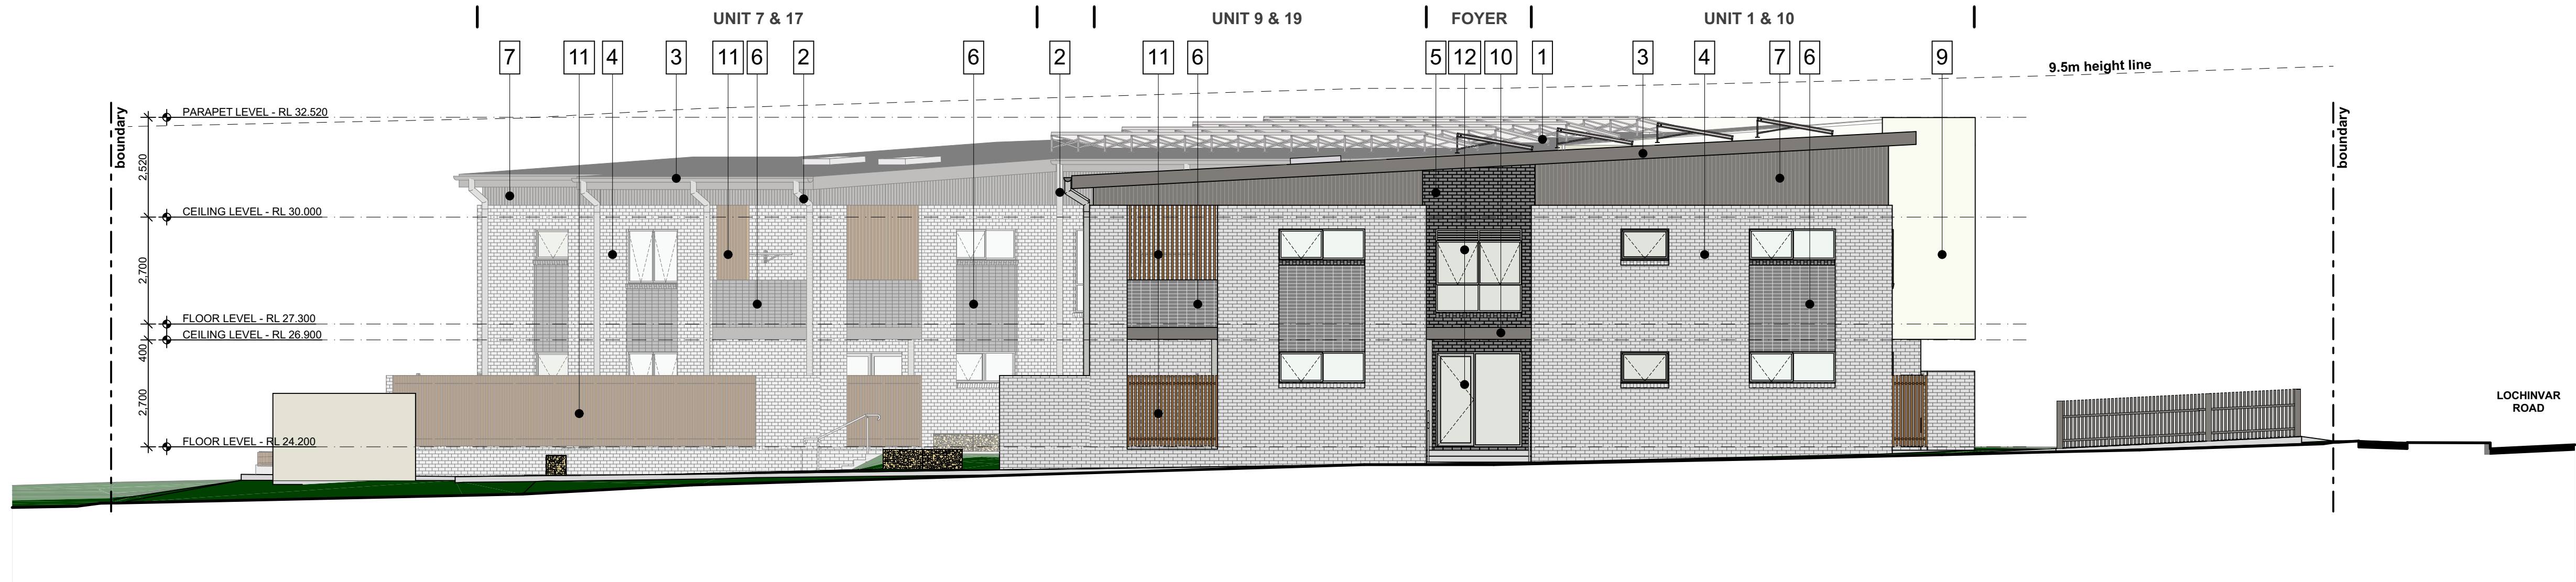 UNIT 7 & 17
UNIT 9 & 19
FOYER
UNIT 1 & 10
7
11
4
3
11
6
2
6
2
11
6
5
12
10
1
3
4
7
6
9
9.5m height line
boundary
PARAPET LEVEL - RL 32.520
2,520
CEILING LEVEL - RL 30.000
2,700
FLOOR LEVEL - RL 27.300
CEILING LEVEL - RL 26.900
400
2,700
FLOOR LEVEL - RL 24.200
boundary
LOCHINVAR
ROAD